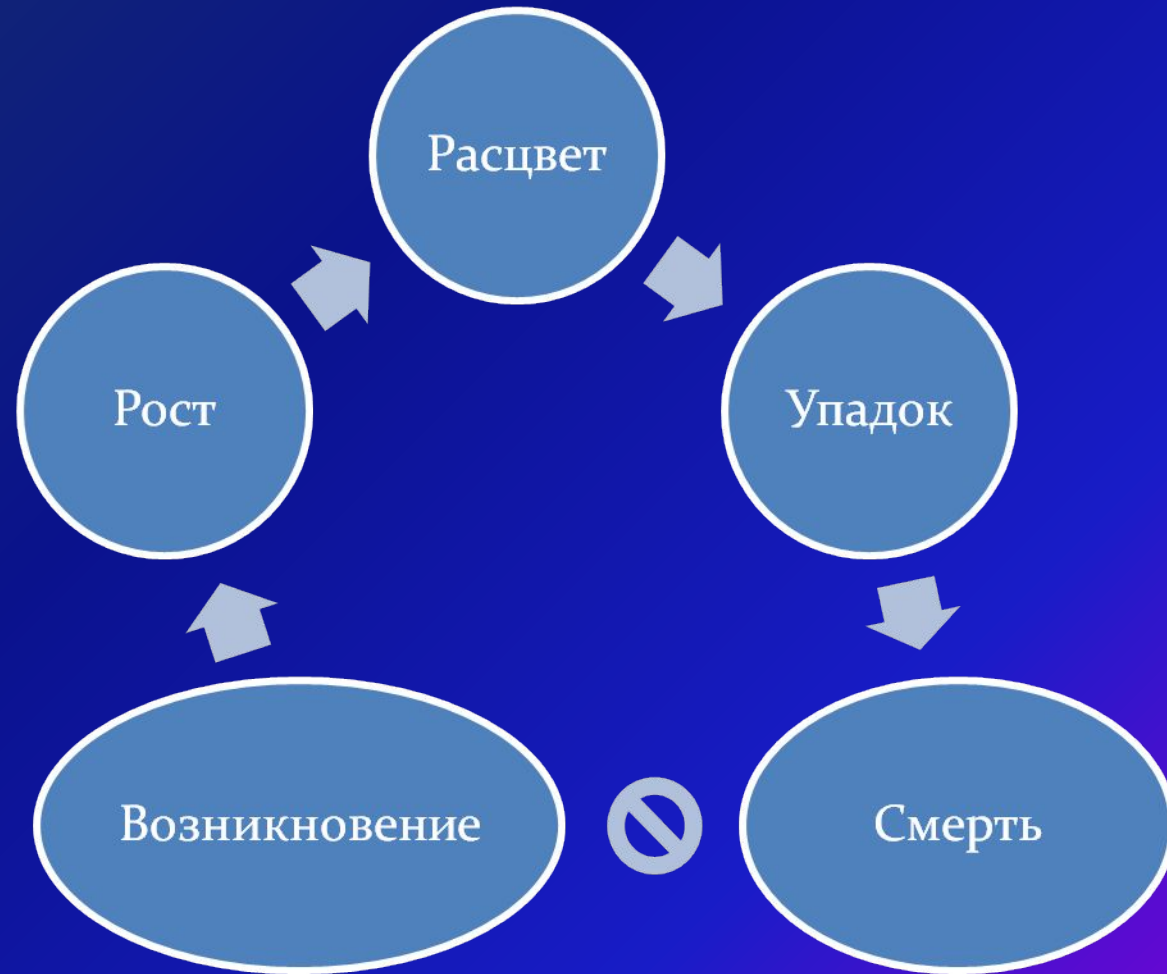 Расцвет
Рост
Упадок
Возникновение
Смерть